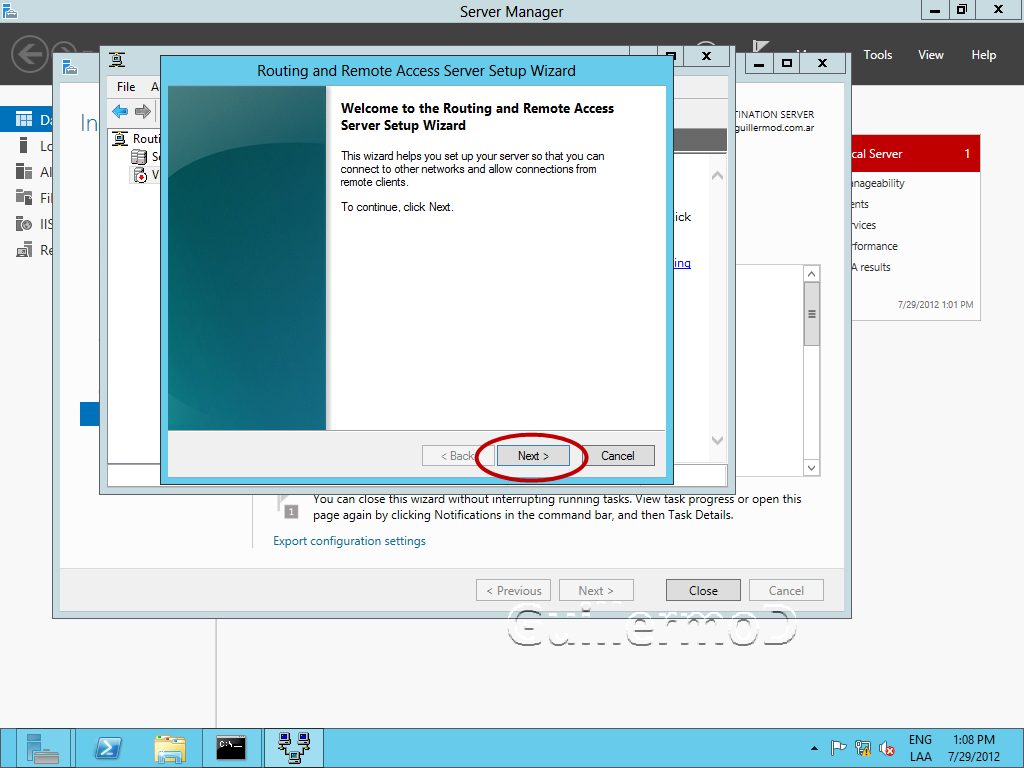 Server Manager
Tools View Help
File
Routing and Remote Access Server Setup Wizard
Welcome to the Routing and Remote Access
Server Setup Wizard
This wizard helps you set up your server so that you can
connect to other networks and allow connections from
remote clients.
To continue, click Next.
< Back
Next >
Cancel
TINATION SERVER
guillermod.com.ar
In
Da
Lo
Al
Fil
IIS
Re
Routi
ick
ing
cal Server 1
anageability
ents
vices
rformance
A results
7/29/2012 1:01 PM
1
You can close this wizard without interrupting running tasks. View task progress or open this
page again by clicking Notifications in the command bar, and then Task Details.
Export configuration settings
< Previous
Next >
Close
Cancel
GuillermoD
C:\>_
ENG 1:08 PM
LAA 7/29/2012